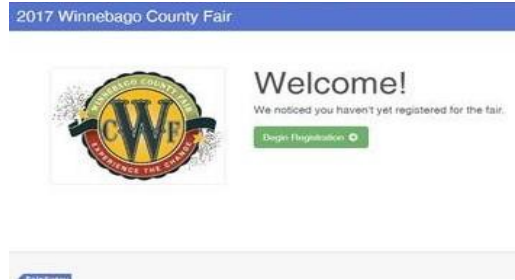 2017 Winnebago County Fair
WINNEBAGO COUNTY FAIR
CWF
EXPERIENCE THE CHANGE
Welcome!
We noticed you haven't yet registered for the fair.
Begin Registration